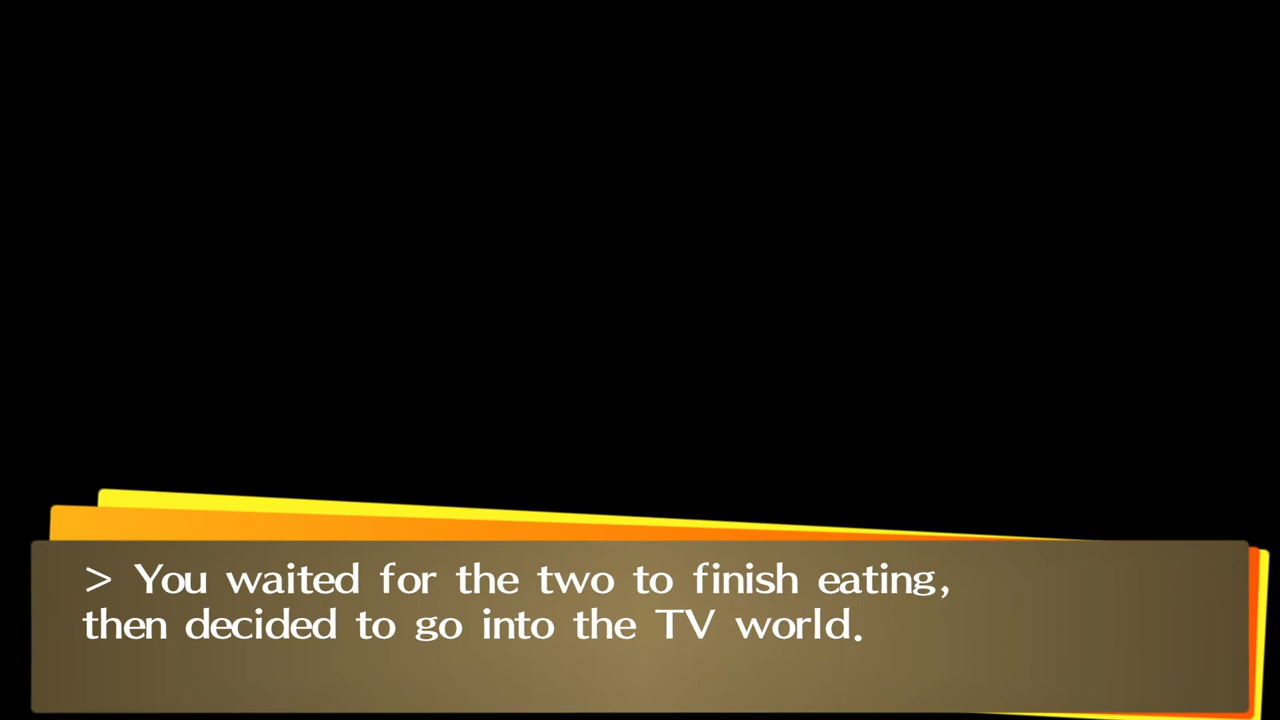 > You waited for the two to finish eating,
then decided to go into the TV world.